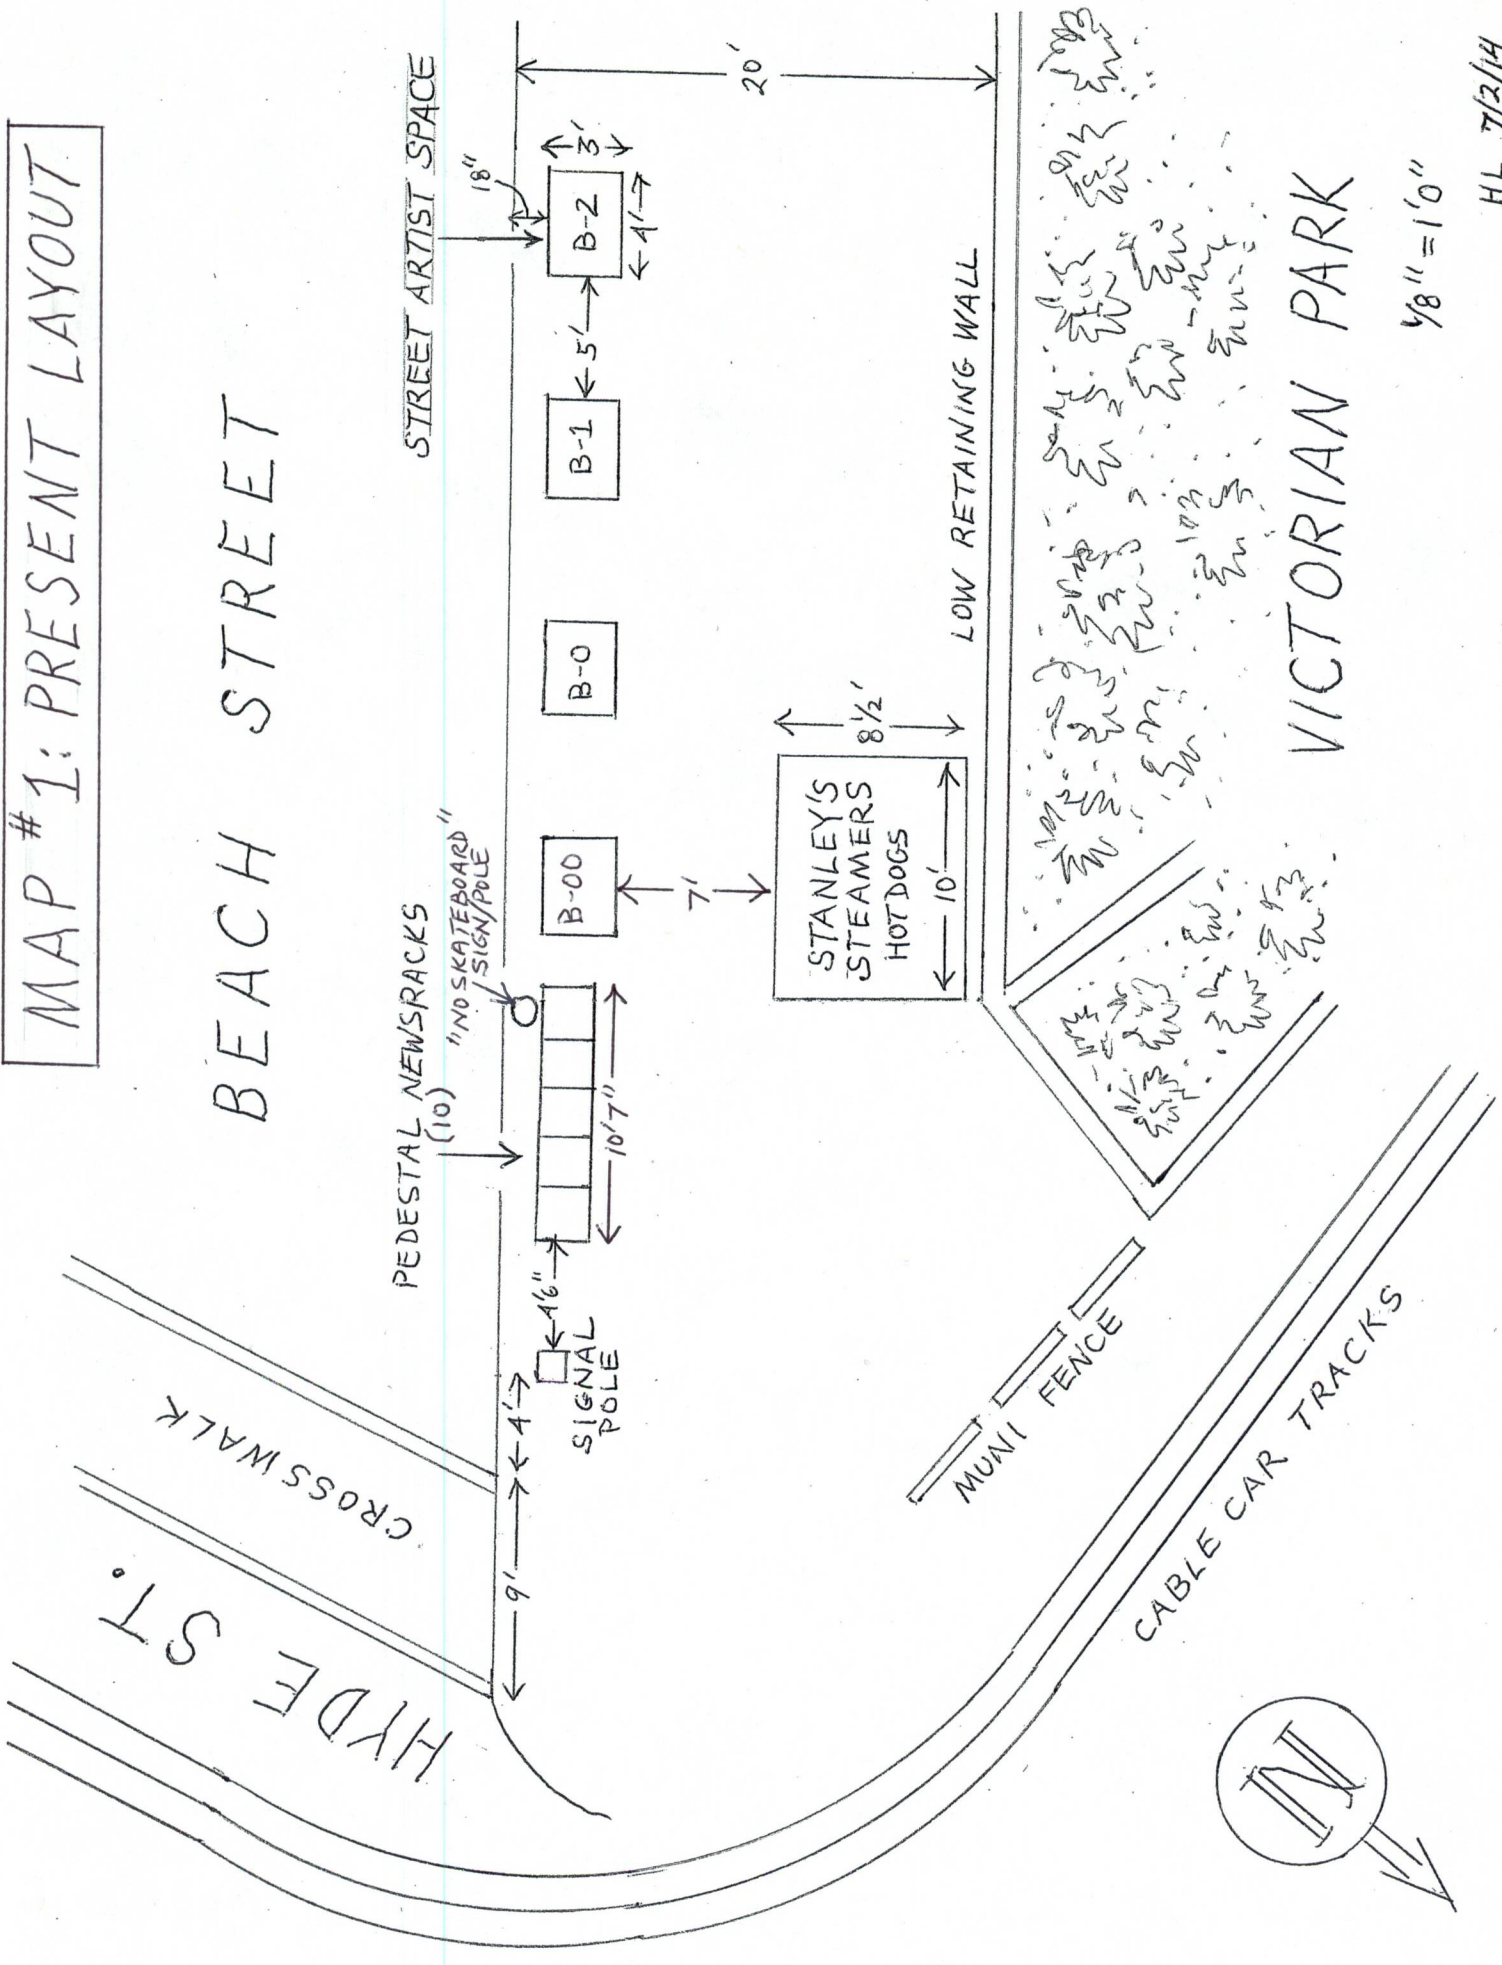 MAP # 1: PRESENT LAYOUT
BEACH STREET
HYDE ST.
CROSSWALK
PEDESTAL NEWSRACKS
(10)
"NO SKATEBOARD"
SIGN/POLE
STREET ARTIST SPACE
18"
9'
4'
4'6"
SIGNAL
POLE
10'7"
B-00
B-0
B-1
5'
B-2
3'
4'
20'
7'
STANLEY'S
STEAMERS
HOTDOGS
10'
8½'
LOW RETAINING WALL
MUNI FENCE
CABLE CAR TRACKS
VICTORIAN PARK
N
1/8" = 1'0"
HL 7/2/14